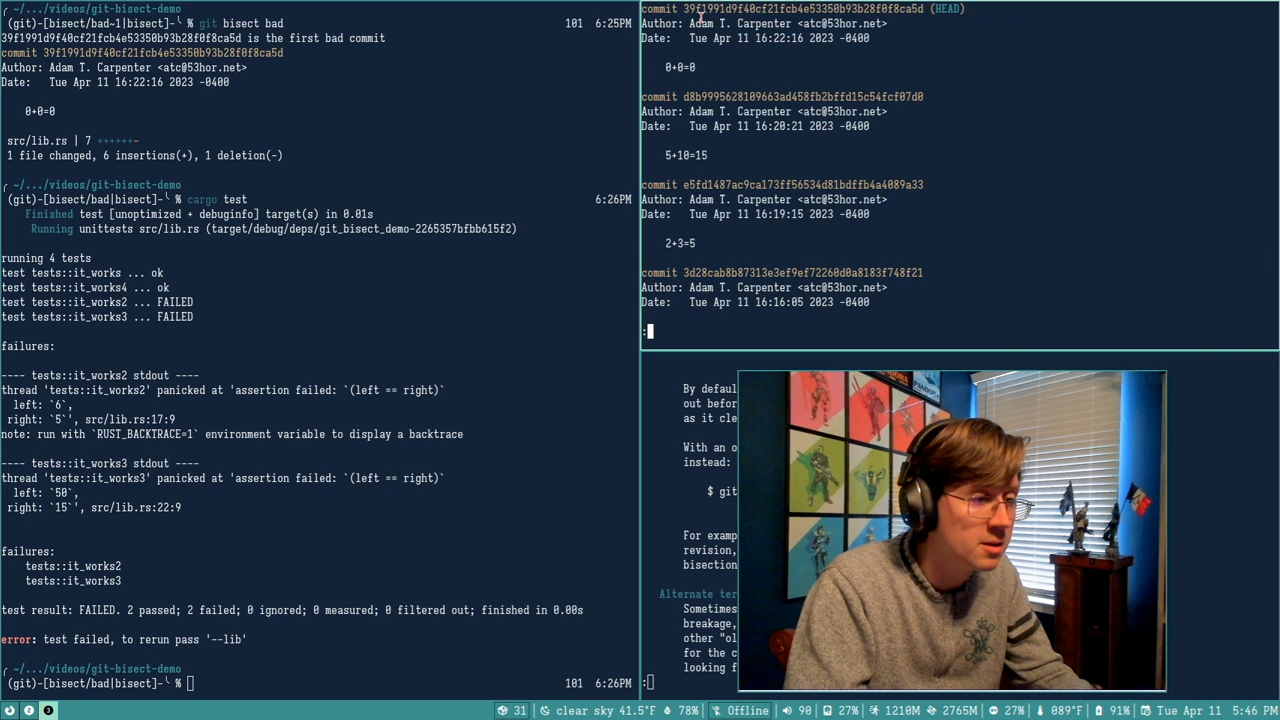 ╭ ~/.../videos/git-bisect-demo
(git)-[bisect/bad~1|bisect]-╰ % git bisect bad 101 6:25PM
39f1991d9f40cf21fcb4e53350b93b28f0f8ca5d is the first bad commit
commit 39f1991d9f40cf21fcb4e53350b93b28f0f8ca5d
Author: Adam T. Carpenter <atc@53hor.net>
Date:   Tue Apr 11 16:22:16 2023 -0400
0+0=0
src/lib.rs | 7 ++++++-
1 file changed, 6 insertions(+), 1 deletion(-)
╭ ~/.../videos/git-bisect-demo
(git)-[bisect/bad|bisect]-╰ % cargo test 6:26PM
Finished test [unoptimized + debuginfo] target(s) in 0.01s
Running unittests src/lib.rs (target/debug/deps/git_bisect_demo-2265357bfbb615f2)
running 4 tests
test tests::it_works ... ok
test tests::it_works4 ... ok
test tests::it_works2 ... FAILED
test tests::it_works3 ... FAILED
failures:
---- tests::it_works2 stdout ----
thread 'tests::it_works2' panicked at 'assertion failed: `(left == right)`
left: `6`,
right: `5`', src/lib.rs:17:9
note: run with `RUST_BACKTRACE=1` environment variable to display a backtrace
---- tests::it_works3 stdout ----
thread 'tests::it_works3' panicked at 'assertion failed: `(left == right)`
left: `50`,
right: `15`', src/lib.rs:22:9
failures:
tests::it_works2
tests::it_works3
test result: FAILED. 2 passed; 2 failed; 0 ignored; 0 measured; 0 filtered out; finished in 0.00s
error: test failed, to rerun pass '--lib'
╭ ~/.../videos/git-bisect-demo
(git)-[bisect/bad|bisect]-╰ % 101 6:26PM
commit 39f1991d9f40cf21fcb4e53350b93b28f0f8ca5d (HEAD)
Author: Adam T. Carpenter <atc@53hor.net>
Date:   Tue Apr 11 16:22:16 2023 -0400
0+0=0
commit d8b9995628109663ad458fb2bffd15c54fcf07d0
Author: Adam T. Carpenter <atc@53hor.net>
Date:   Tue Apr 11 16:20:21 2023 -0400
5+10=15
commit e5fd1487ac9ca173ff56534d81bdffb4a4089a33
Author: Adam T. Carpenter <atc@53hor.net>
Date:   Tue Apr 11 16:19:15 2023 -0400
2+3=5
commit 3d28cab8b87313e3ef9ef72260d0a8183f748f21
Author: Adam T. Carpenter <atc@53hor.net>
Date:   Tue Apr 11 16:16:05 2023 -0400
:
By defaul
out befor
as it cle
With an o
instead:
$ git
For examp
revision,
bisection
Alternate ter
Sometimes
breakage,
other "ol
for the c
looking f
:
2 3 31 clear sky 41.5°F 78% Offline 90 27% 1210M 2765M 27% 089°F 91% Tue Apr 11 5:46 PM